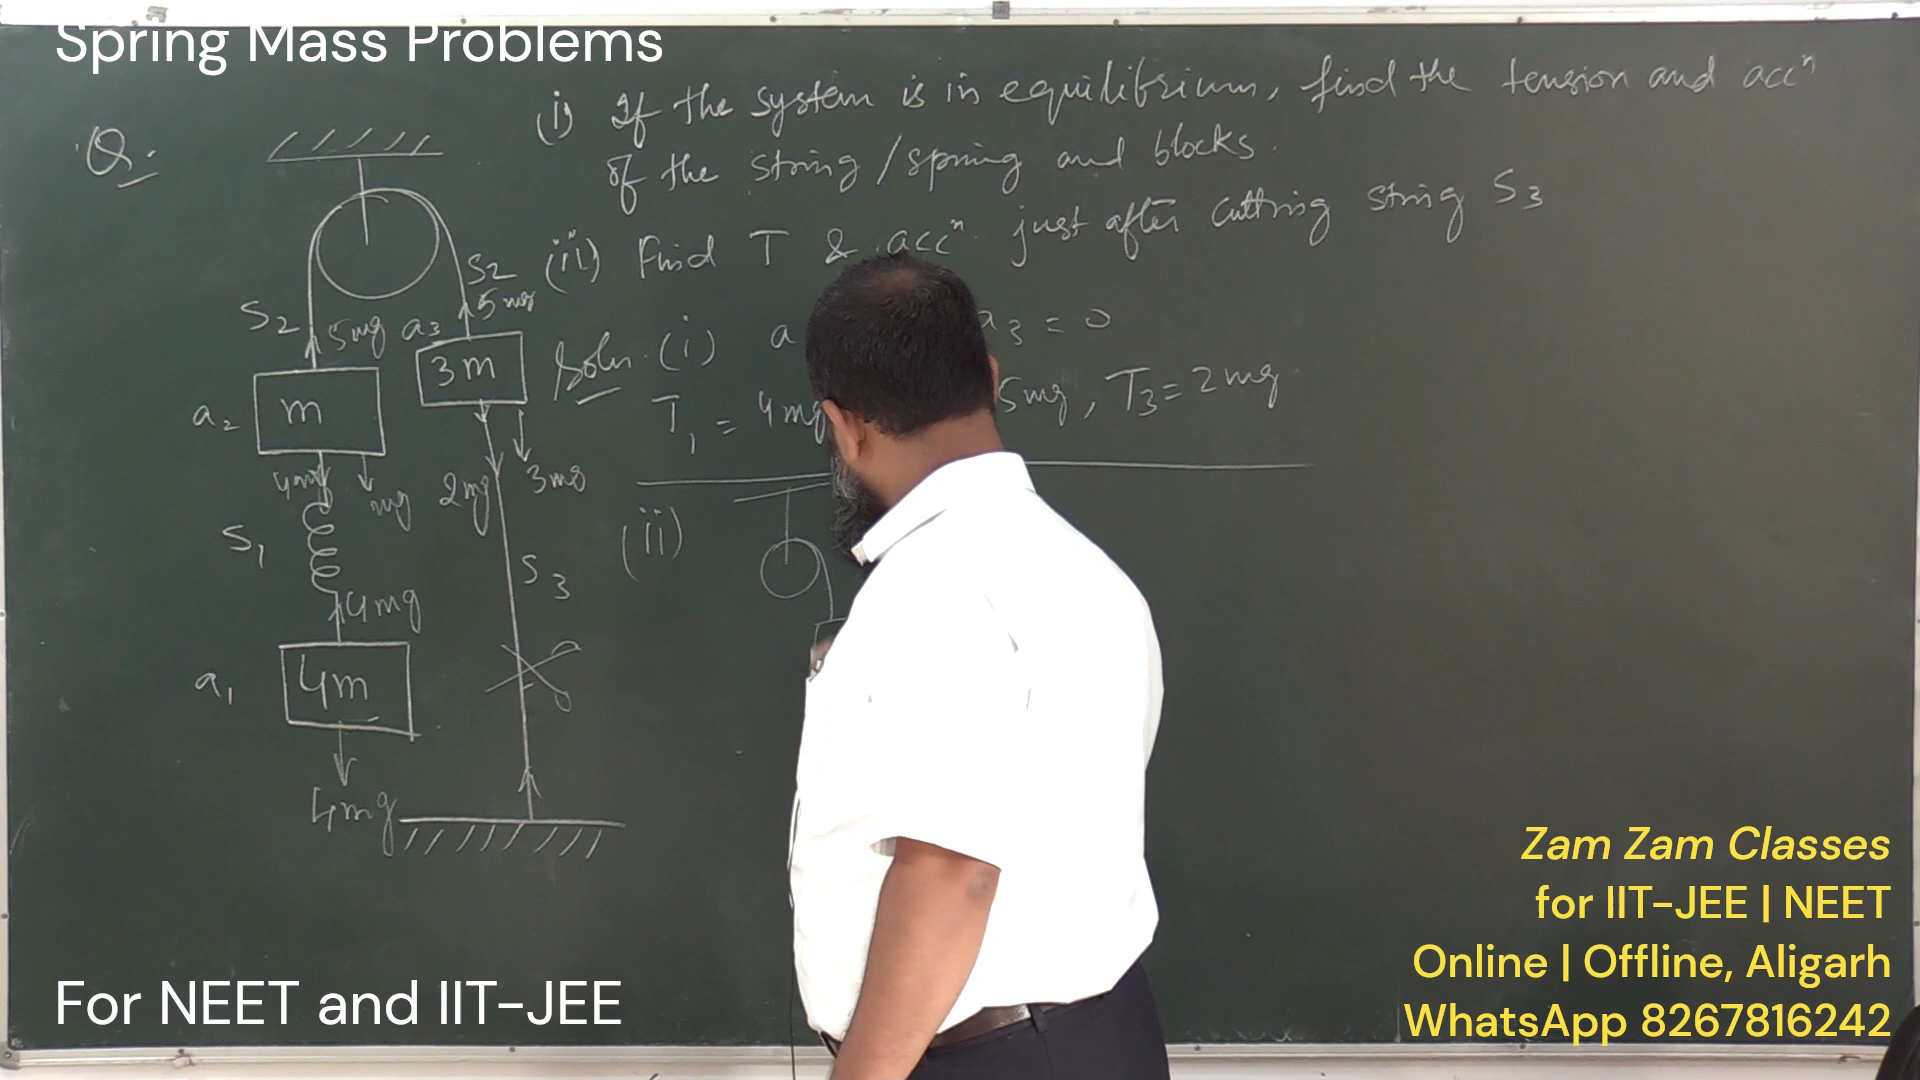 Spring Mass Problems
Q.
(i) If the system is in equilibrium, find the tension and accⁿ
of the string/spring and blocks.
(ii) Find T & accⁿ just after cutting string S3
S2
5mg
S2
5mg a3
3m
m
a2
4mg
mg
2mg
3mg
S1
S3
4mg
4m
a1
4mg
Soln. (i) a
a3 = 0
T1 = 4mg
5mg, T3 = 2mg
(ii)
Zam Zam Classes
for IIT-JEE | NEET
Online | Offline, Aligarh
WhatsApp 8267816242
For NEET and IIT-JEE